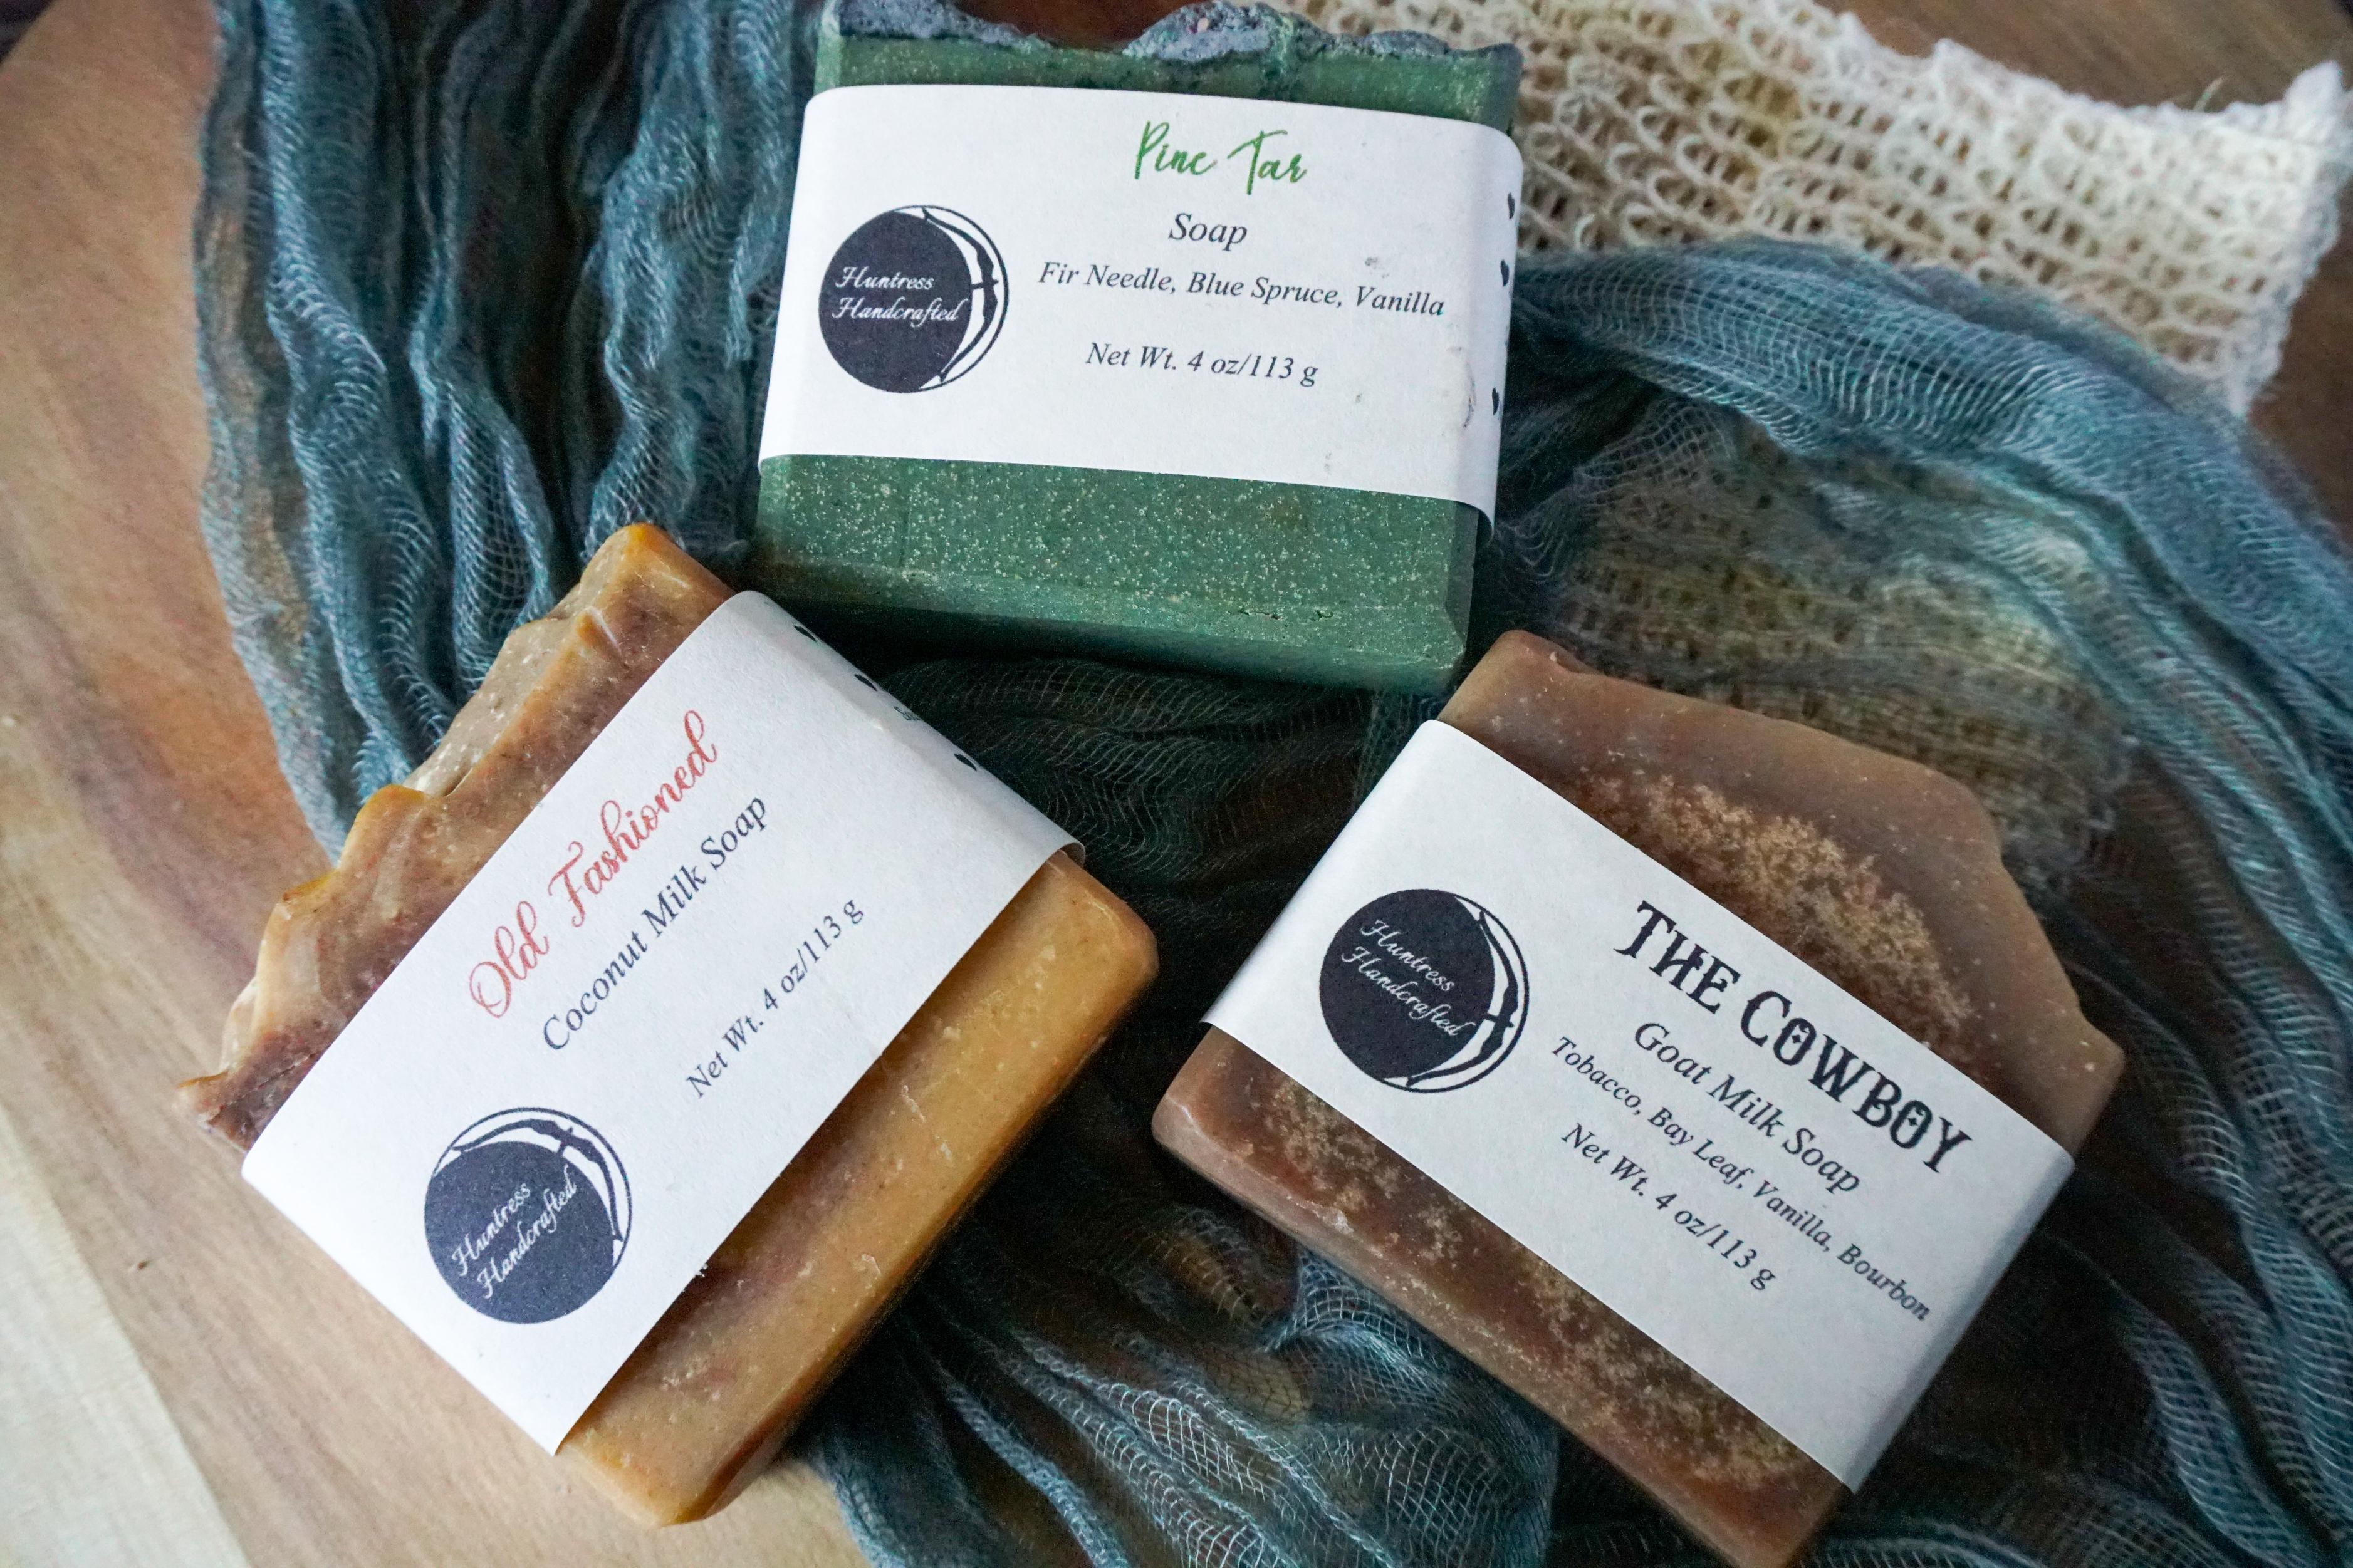 Pine Tar
Soap
Fir Needle, Blue Spruce, Vanilla
Net Wt. 4 oz/113 g
Huntress
Handcrafted
Old Fashioned
Coconut Milk Soap
Net Wt. 4 oz/113 g
Huntress
Handcrafted
THE COWBOY
Goat Milk Soap
Tobacco, Bay Leaf, Vanilla, Bourbon
Net Wt. 4 oz/113 g
Huntress
Handcrafted